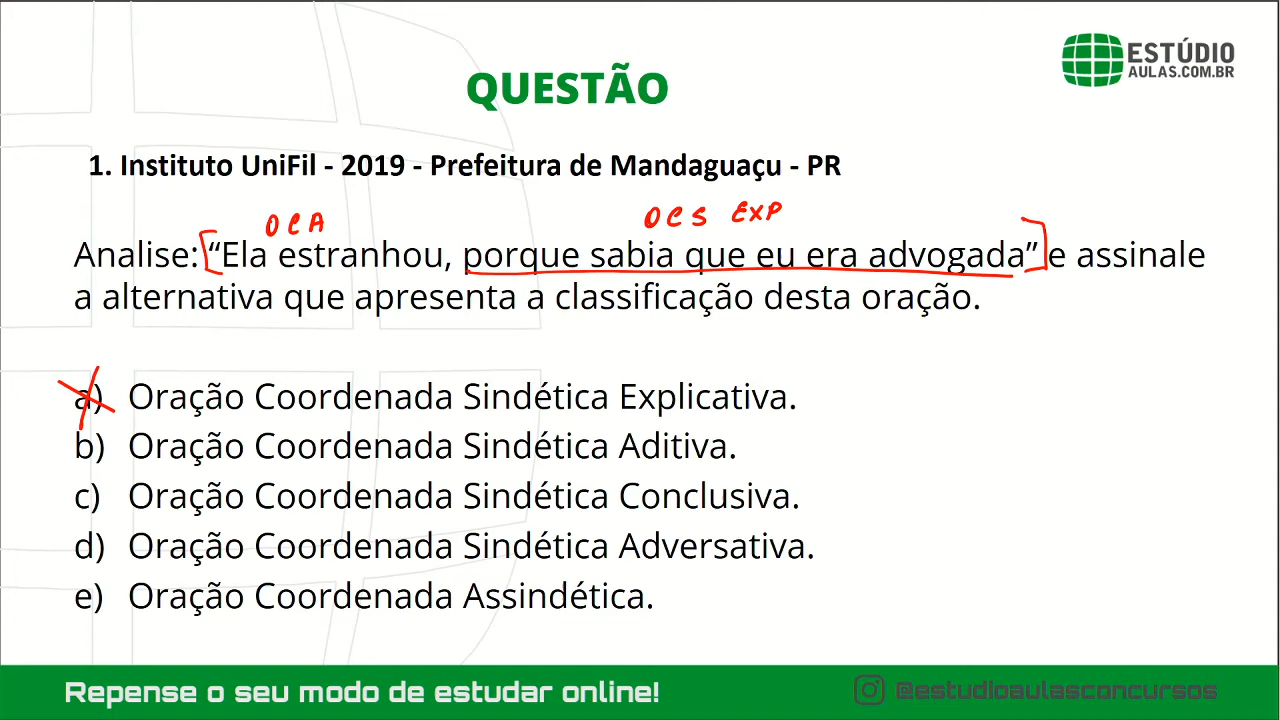 ESTÚDIO
AULAS.COM.BR
QUESTÃO
1. Instituto UniFil - 2019 - Prefeitura de Mandaguaçu - PR
OCA OCS EXP
Analise: “Ela estranhou, porque sabia que eu era advogada” e assinale
a alternativa que apresenta a classificação desta oração.
a) Oração Coordenada Sindética Explicativa.
b) Oração Coordenada Sindética Aditiva.
c) Oração Coordenada Sindética Conclusiva.
d) Oração Coordenada Sindética Adversativa.
e) Oração Coordenada Assindética.
Repense o seu modo de estudar online! @estudioaulasconcursos